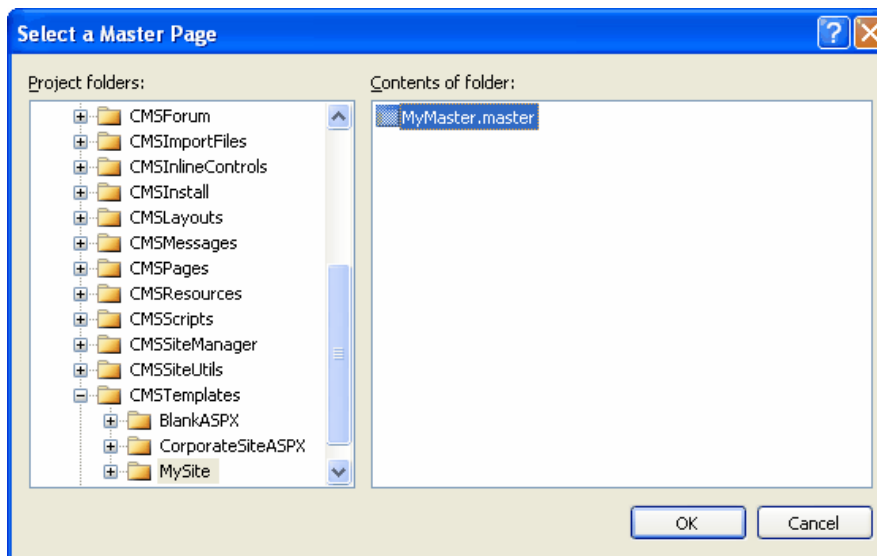 Select a Master Page
Project folders:
CMSForum
CMSImportFiles
CMSInlineControls
CMSInstall
CMSLayouts
CMSMessages
CMSPages
CMSResources
CMSScripts
CMSSiteManager
CMSSiteUtils
CMSTemplates
BlankASPX
CorporateSiteASPX
MySite
Contents of folder:
MyMaster.master
OK
Cancel